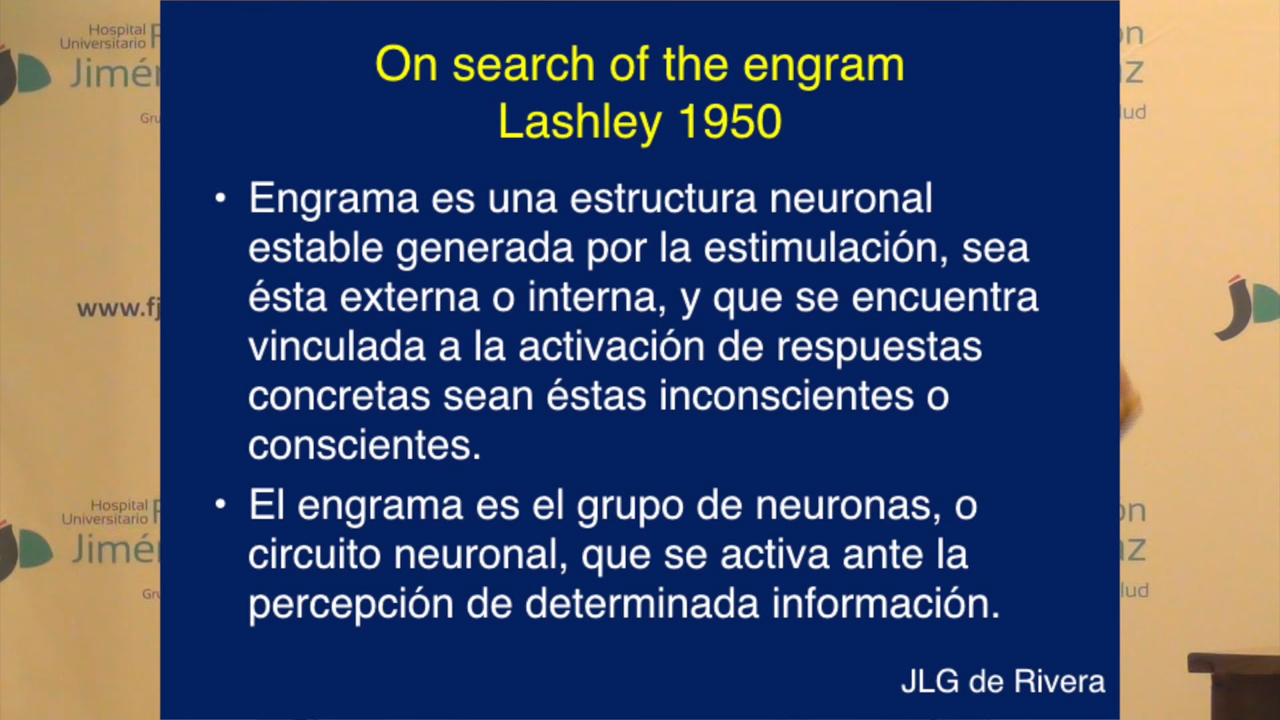 On search of the engram
Lashley 1950
• Engrama es una estructura neuronal
estable generada por la estimulación, sea
ésta externa o interna, y que se encuentra
vinculada a la activación de respuestas
concretas sean éstas inconscientes o
conscientes.
• El engrama es el grupo de neuronas, o
circuito neuronal, que se activa ante la
percepción de determinada información.
JLG de Rivera
Hospital
Universitario
Jimén
www.fj
Hospital
Universitario
Jimén